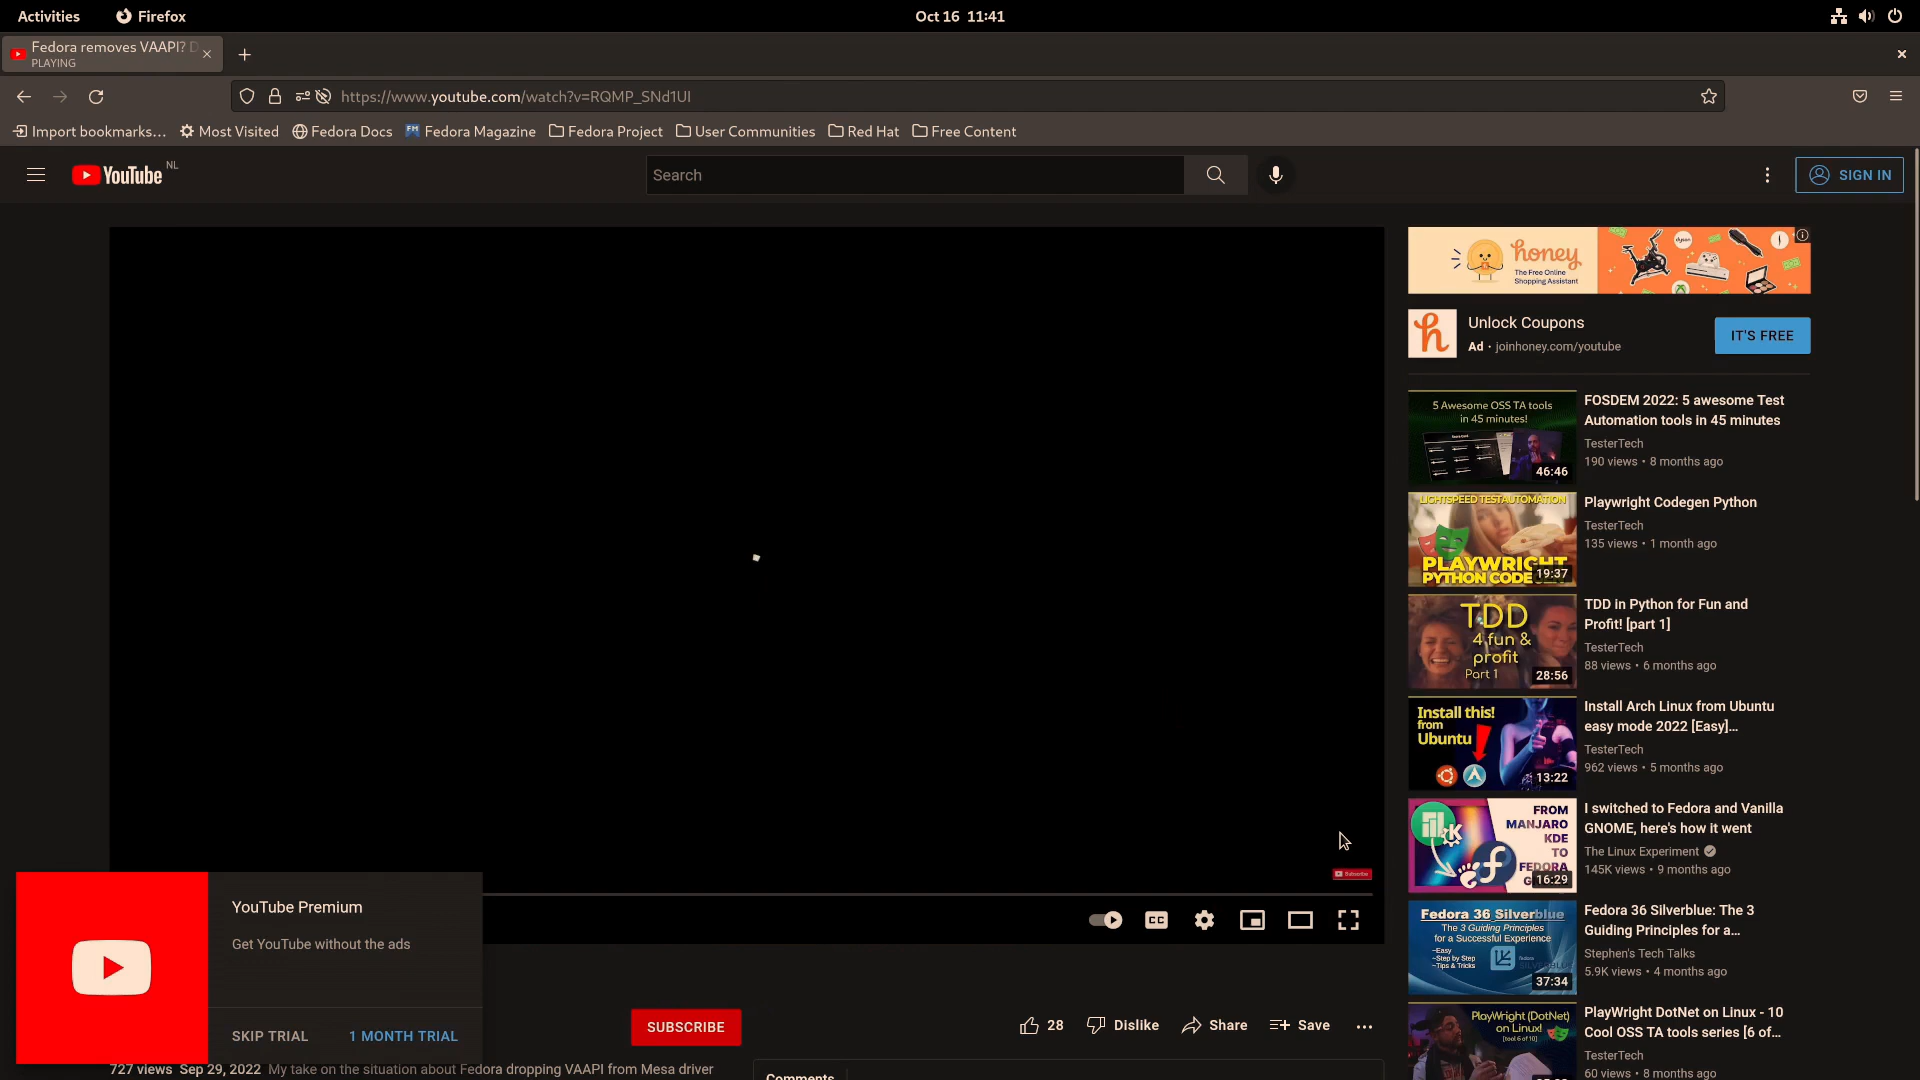 Activities
Firefox
Oct 16 11:41
Fedora removes VAAPI? D
PLAYING
https://www.youtube.com/watch?v=RQMP_SNd1UI
Import bookmarks...
Most Visited
Fedora Docs
Fedora Magazine
Fedora Project
User Communities
Red Hat
Free Content
YouTube NL
Search
SIGN IN
honey
The Free Online
Shopping Assistant
dyson
Unlock Coupons
Ad • joinhoney.com/youtube
IT'S FREE
5 Awesome OSS TA tools
in 45 minutes!
46:46
FOSDEM 2022: 5 awesome Test
Automation tools in 45 minutes
TesterTech
190 views • 8 months ago
LIGHTSPEED TESTAUTOMATION
PLAYWRIGHT
PYTHON
19:37
Playwright Codegen Python
TesterTech
135 views • 1 month ago
TDD
4 fun &
profit
Part 1
28:56
TDD in Python for Fun and
Profit! [part 1]
TesterTech
88 views • 6 months ago
Install this!
from
Ubuntu
13:22
Install Arch Linux from Ubuntu
easy mode 2022 [Easy]...
TesterTech
962 views • 5 months ago
FROM
MANJARO
KDE
TO
FEDORA
16:29
I switched to Fedora and Vanilla
GNOME, here's how it went
The Linux Experiment
145K views • 9 months ago
Fedora 36 Silverblue
The 3 Guiding Principles
for a Successful Experience
~Easy
~Step by Step
~Tips & Tricks
37:34
Fedora 36 Silverblue: The 3
Guiding Principles for a...
Stephen's Tech Talks
5.9K views • 4 months ago
PlayWright (DotNet)
on Linux!
[tool 6 of 10]
PlayWright DotNet on Linux - 10
Cool OSS TA tools series [6 of...
TesterTech
60 views • 8 months ago
Subscribe
CC
YouTube Premium
Get YouTube without the ads
SKIP TRIAL
1 MONTH TRIAL
SUBSCRIBE
28
Dislike
Share
Save
727 views Sep 29, 2022 My take on the situation about Fedora dropping VAAPI from Mesa driver
Comments